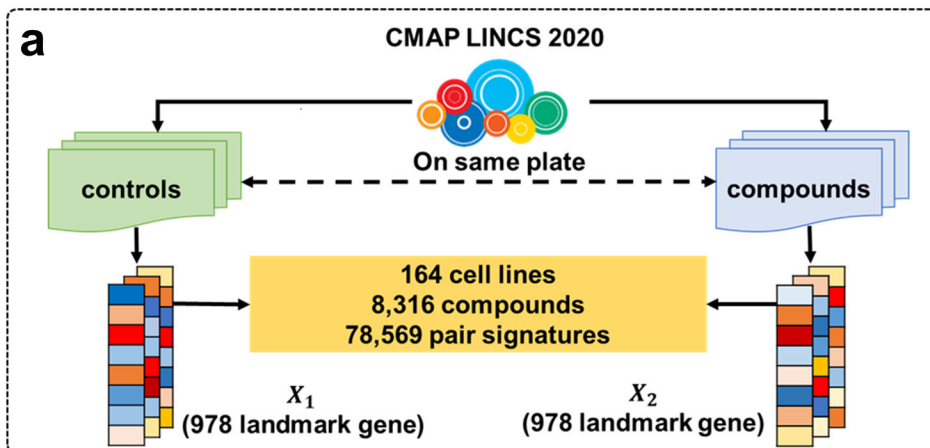 a
CMAP LINCS 2020
On same plate
controls
compounds
164 cell lines
8,316 compounds
78,569 pair signatures
X₁
(978 landmark gene)
X₂
(978 landmark gene)